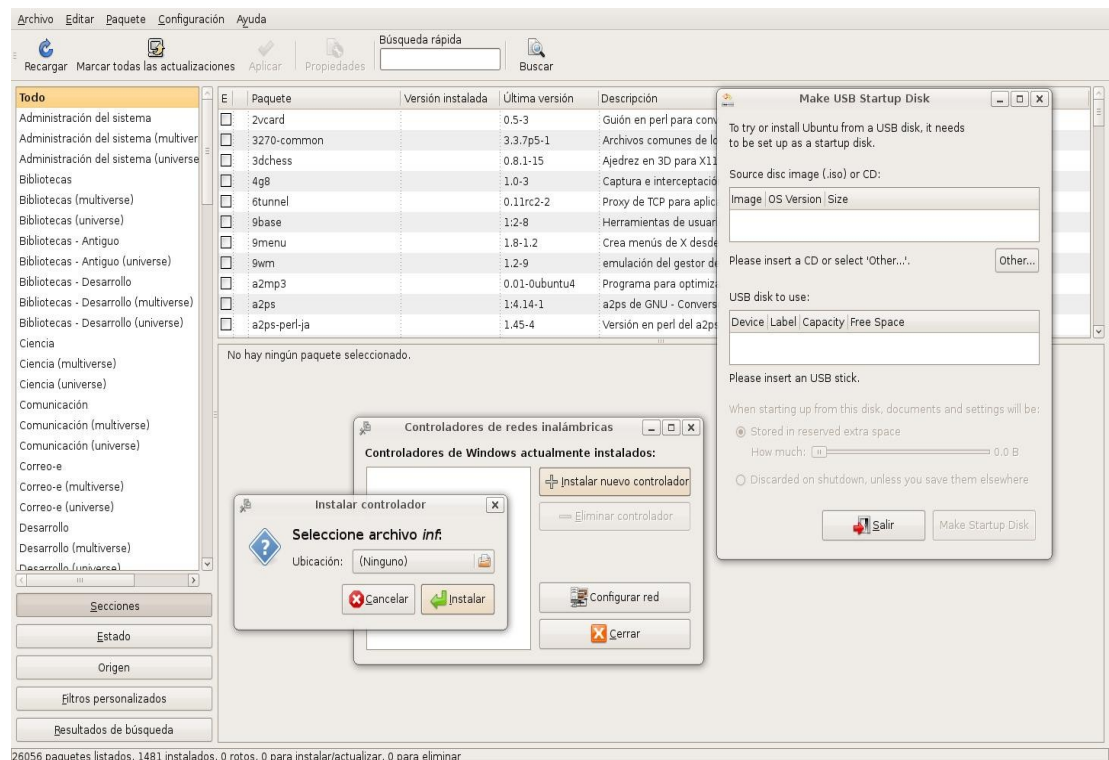 Archivo Editar Paquete Configuración Ayuda
Recargar Marcar todas las actualizaciones Aplicar Propiedades
Búsqueda rápida
Buscar
Todo
Administración del sistema
Administración del sistema (multiver
Administración del sistema (universe
Bibliotecas
Bibliotecas (multiverse)
Bibliotecas (universe)
Bibliotecas - Antiguo
Bibliotecas - Antiguo (universe)
Bibliotecas - Desarrollo
Bibliotecas - Desarrollo (multiverse)
Bibliotecas - Desarrollo (universe)
Ciencia
Ciencia (multiverse)
Ciencia (universe)
Comunicación
Comunicación (multiverse)
Comunicación (universe)
Correo-e
Correo-e (multiverse)
Correo-e (universe)
Desarrollo
Desarrollo (multiverse)
Desarrollo (universe)
Secciones
Estado
Origen
Filtros personalizados
Resultados de búsqueda
E Paquete Versión instalada Última versión Descripción
2vcard 0.5-3 Guión en perl para conv
3270-common 3.3.7p5-1 Archivos comunes de lo
3dchess 0.8.1-15 Ajedrez en 3D para X11
4g8 1.0-3 Captura e interceptació
6tunnel 0.11rc2-2 Proxy de TCP para aplic
9base 1:2-8 Herramientas de usuar
9menu 1.8-1.2 Crea menús de X desde
9wm 1.2-9 emulación del gestor de
a2mp3 0.01-0ubuntu4 Programa para optimiz
a2ps 1:4.14-1 a2ps de GNU - Convers
a2ps-perl-ja 1.45-4 Versión en perl del a2ps
No hay ningún paquete seleccionado.
Make USB Startup Disk
To try or install Ubuntu from a USB disk, it needs
to be set up as a startup disk.
Source disc image (.iso) or CD:
Image OS Version Size
Please insert a CD or select 'Other...'.
Other...
USB disk to use:
Device Label Capacity Free Space
Please insert an USB stick.
When starting up from this disk, documents and settings will be:
Stored in reserved extra space
How much: 0.0 B
Discarded on shutdown, unless you save them elsewhere
Salir Make Startup Disk
Controladores de redes inalámbricas
Controladores de Windows actualmente instalados:
Instalar nuevo controlador
Eliminar controlador
Configurar red
Cerrar
Instalar controlador
Seleccione archivo inf:
Ubicación: (Ninguno)
Cancelar Instalar
26056 paquetes listados, 1481 instalados, 0 rotos, 0 para instalar/actualizar, 0 para eliminar